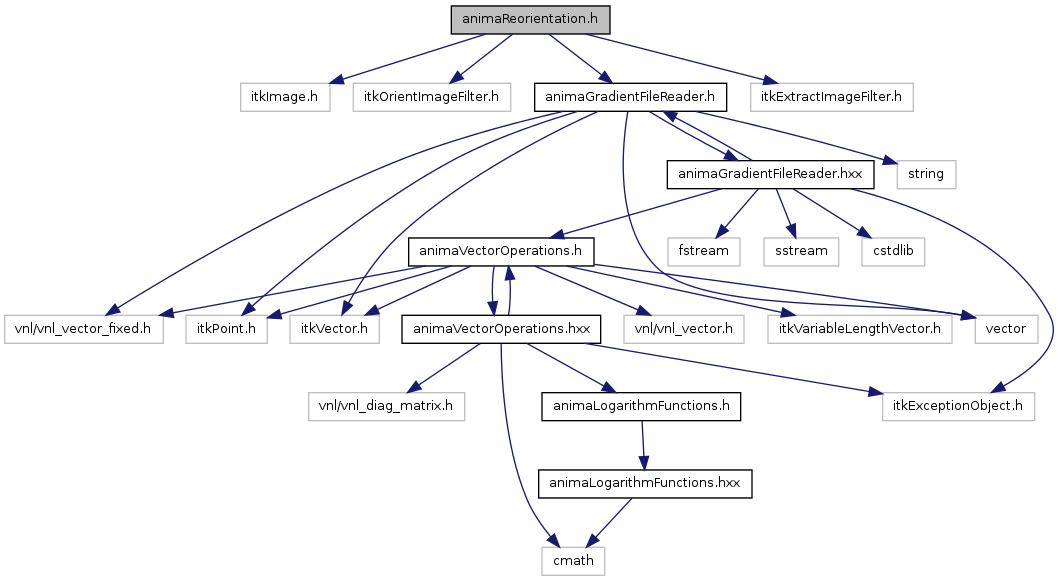 animaReorientation.h
itkImage.h
itkOrientImageFilter.h
animaGradientFileReader.h
itkExtractImageFilter.h
animaGradientFileReader.hxx
string
animaVectorOperations.h
fstream
sstream
cstdlib
vnl/vnl_vector_fixed.h
itkPoint.h
itkVector.h
animaVectorOperations.hxx
vnl/vnl_vector.h
itkVariableLengthVector.h
vector
vnl/vnl_diag_matrix.h
animaLogarithmFunctions.h
itkExceptionObject.h
animaLogarithmFunctions.hxx
cmath